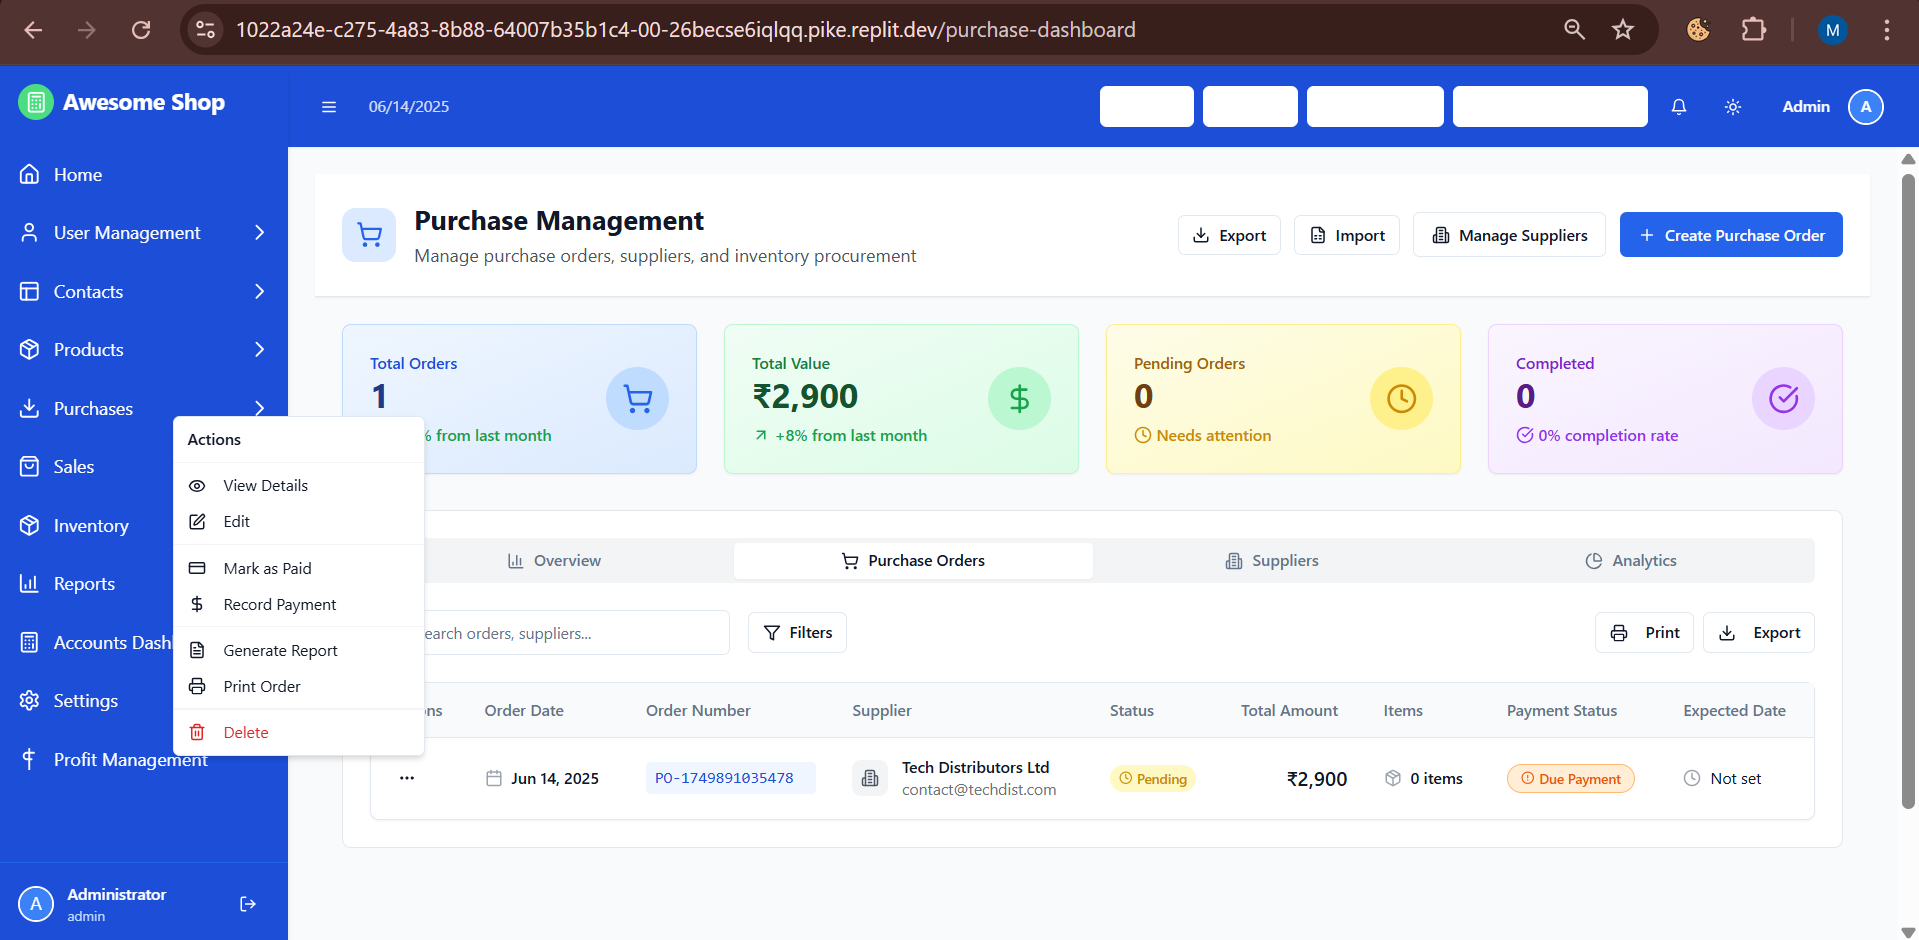 1022a24e-c275-4a83-8b88-64007b35b1c4-00-26becse6iqlqq.pike.replit.dev/purchase-dashboard
M
Awesome Shop
06/14/2025
Admin
A
Home
User Management
Contacts
Products
Purchases
Sales
Inventory
Reports
Accounts Dash
Settings
Profit Management
Administrator
admin
A
Purchase Management
Manage purchase orders, suppliers, and inventory procurement
Export
Import
Manage Suppliers
Create Purchase Order
Total Orders
1
% from last month
Total Value
₹2,900
+8% from last month
Pending Orders
0
Needs attention
Completed
0
0% completion rate
Actions
View Details
Edit
Mark as Paid
Record Payment
Generate Report
Print Order
Delete
Overview
Purchase Orders
Suppliers
Analytics
earch orders, suppliers...
Filters
Print
Export
ns
Order Date
Order Number
Supplier
Status
Total Amount
Items
Payment Status
Expected Date
Jun 14, 2025
PO-1749891035478
Tech Distributors Ltd
contact@techdist.com
Pending
₹2,900
0 items
Due Payment
Not set